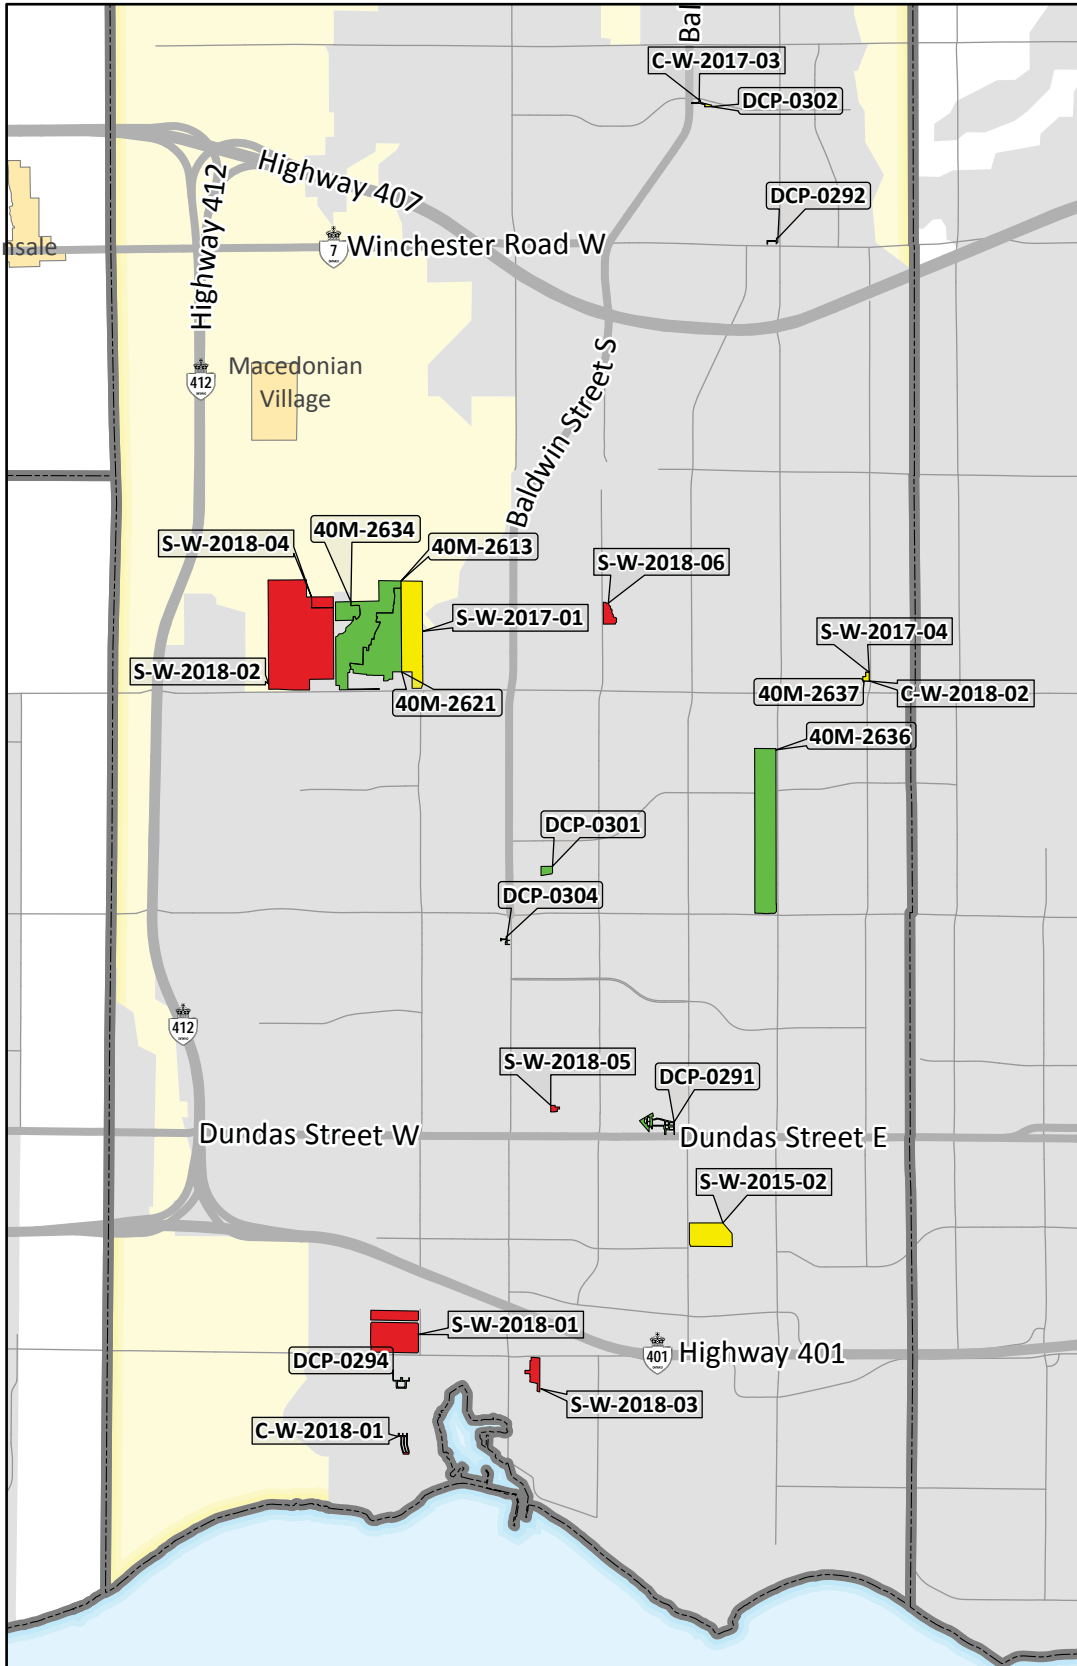 Bal
C-W-2017-03
DCP-0302
Highway 407
Highway 412
DCP-0292
nsale
7
Winchester Road W
Baldwin Street S
412
Macedonian
Village
S-W-2018-04
40M-2634
40M-2613
S-W-2018-06
S-W-2017-01
S-W-2017-04
S-W-2018-02
40M-2621
40M-2637
C-W-2018-02
40M-2636
DCP-0301
DCP-0304
412
S-W-2018-05
DCP-0291
Dundas Street W
Dundas Street E
S-W-2015-02
S-W-2018-01
DCP-0294
401
Highway 401
S-W-2018-03
C-W-2018-01